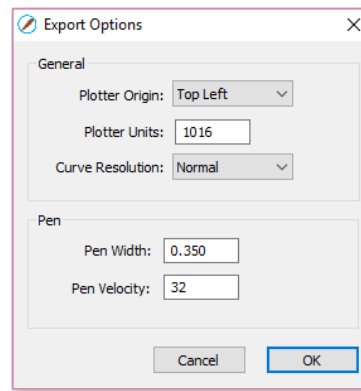 Export Options
General
Plotter Origin: Top Left
Plotter Units: 1016
Curve Resolution: Normal
Pen
Pen Width: 0.350
Pen Velocity: 32
Cancel OK